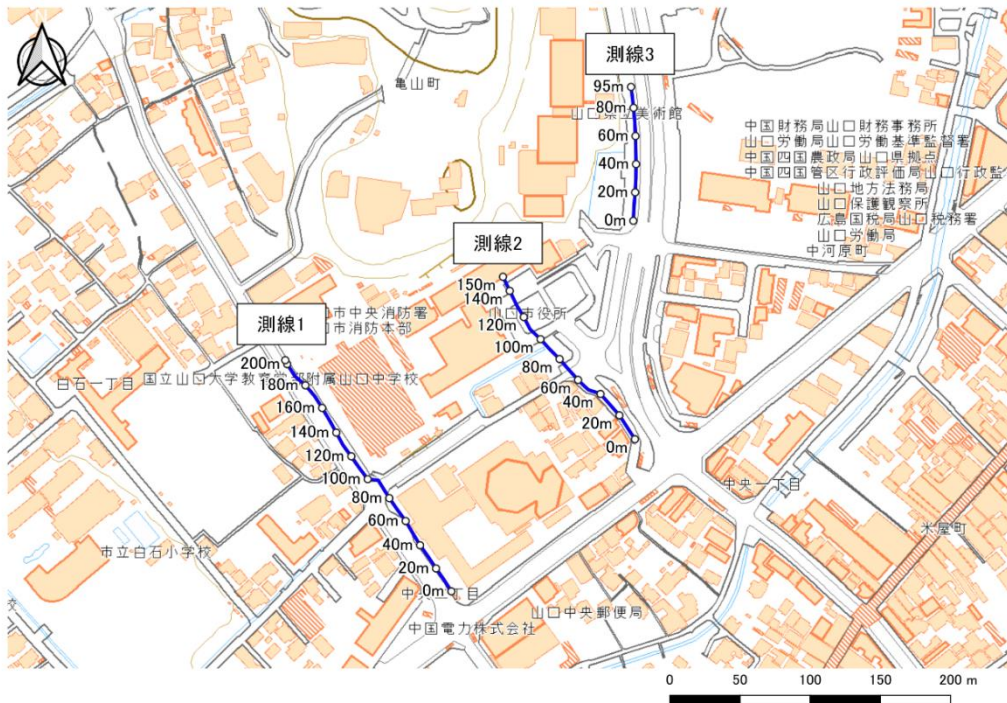 測線3
亀山町
95m
80m
山口県立美術館
60m
40m
20m
0m
中国財務局山口財務事務所
山口労働局山口労働基準監督署
中国四国農政局山口県拠点
中国四国管区行政評価局山口行政監
山口地方法務局
山口保護観察所
広島国税局山口税務署
山口労働局
中河原町
測線2
150m
140m
山口市役所
120m
100m
80m
60m
40m
20m
0m
測線1
市中央消防署
市消防本部
200m
国立山口大学教育学部附属山口中学校
白石一丁目
180m
160m
140m
120m
100m
80m
60m
40m
20m
0m
市立白石小学校
中央一丁目
米屋町
山口中央郵便局
中国電力株式会社
0 50 100 150 200 m